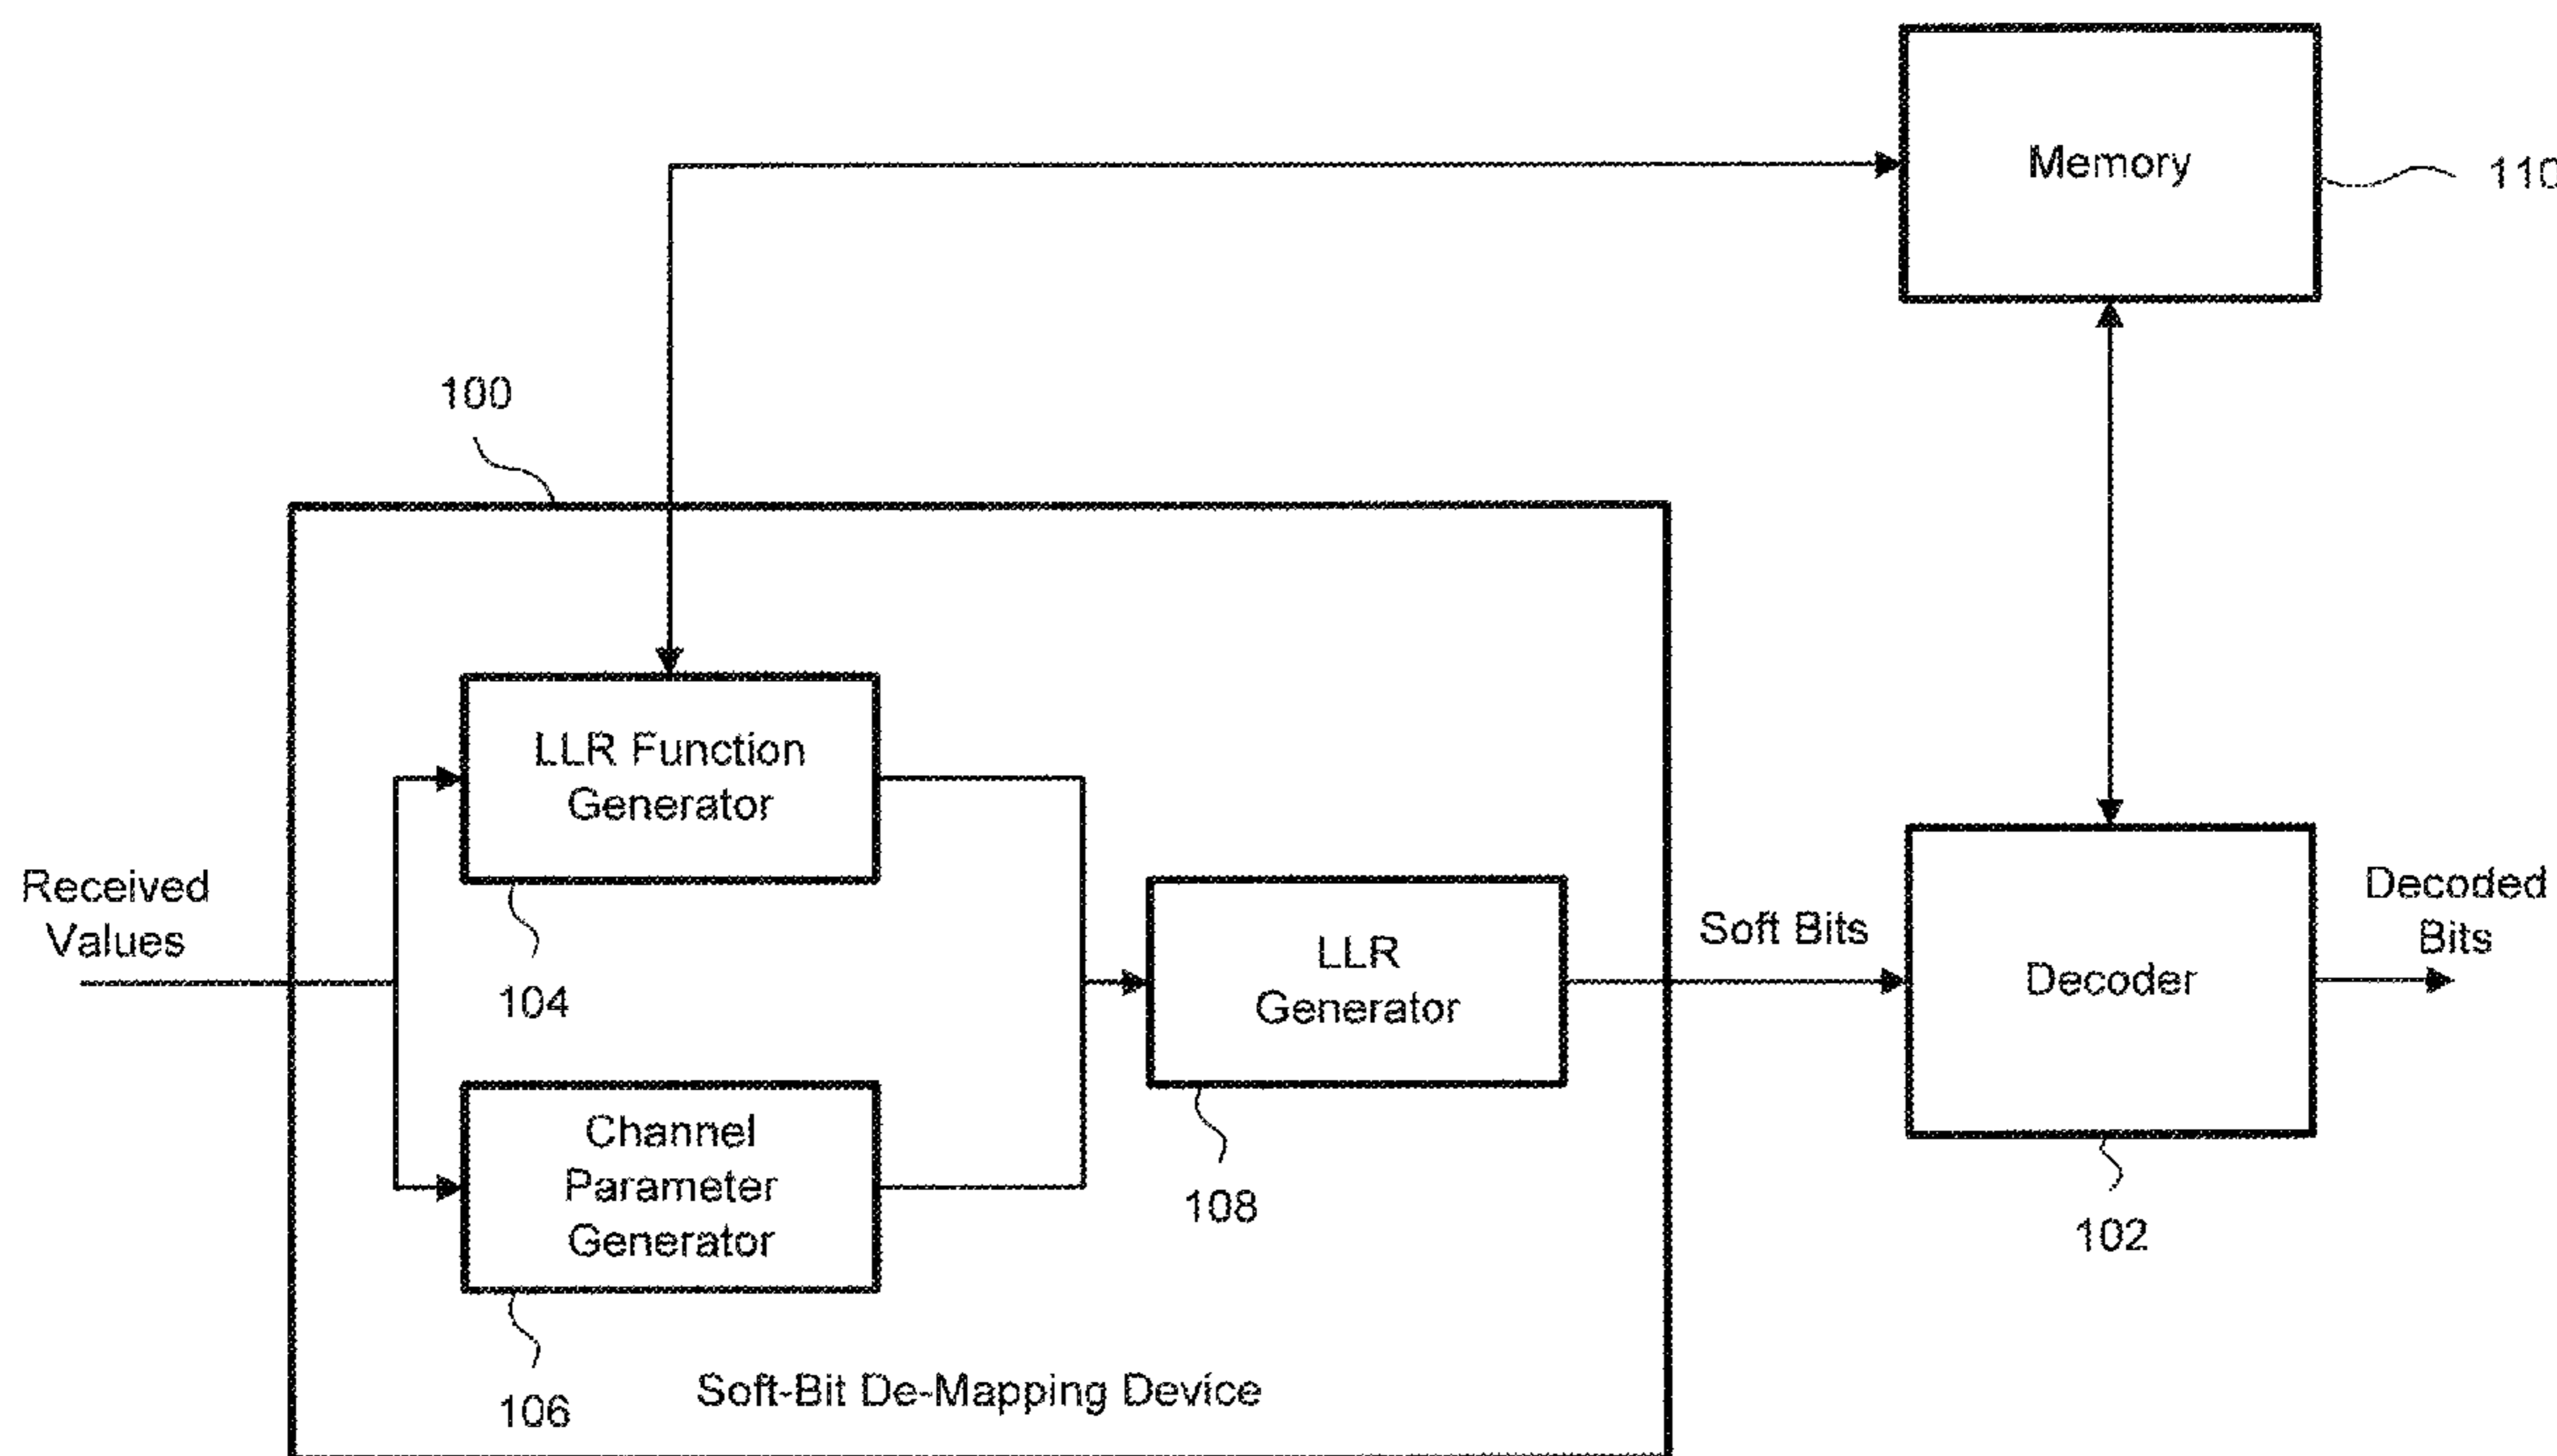 Memory
110
100
LLR Function
Generator
104
Received
Values
Channel
Parameter
Generator
106
LLR
Generator
108
Soft Bits
Decoder
102
Decoded
Bits
Soft-Bit De-Mapping Device